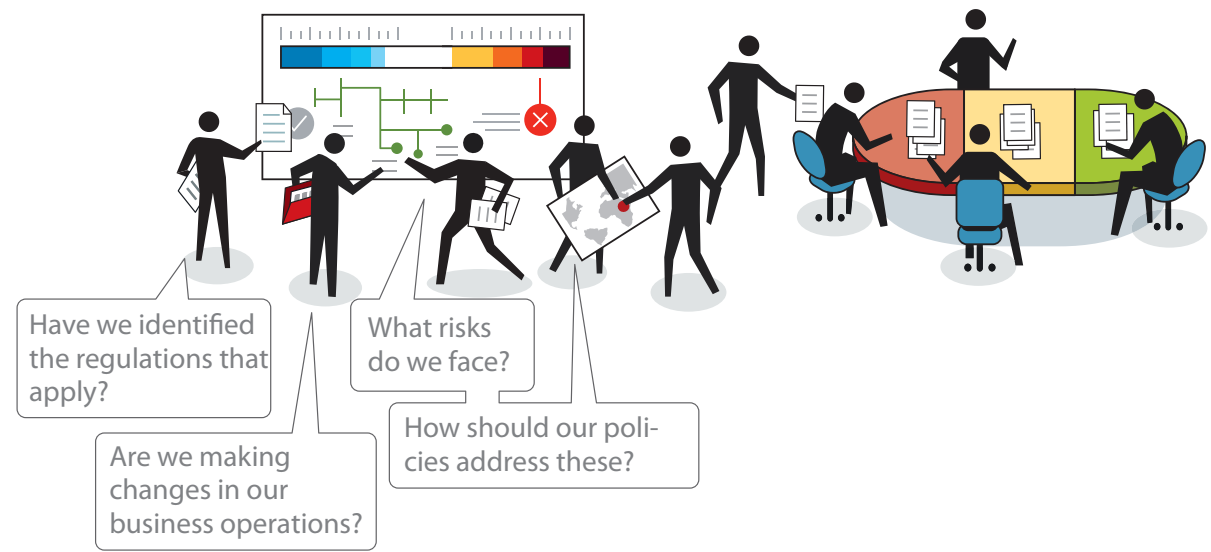 Have we identified
the regulations that
apply?
Are we making
changes in our
business operations?
What risks
do we face?
How should our poli-
cies address these?